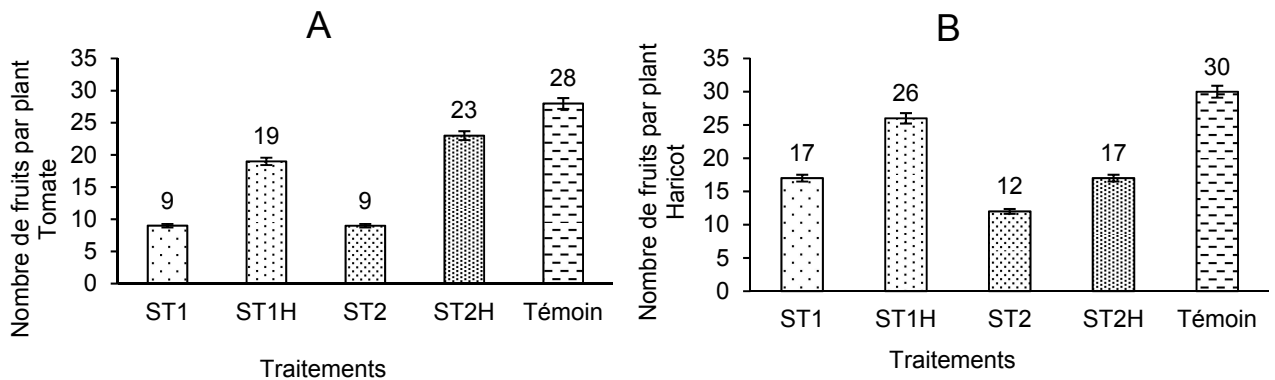 A
Nombre de fruits par plant
Tomate
35
30
25
20
15
10
5
0
9
19
9
23
28
ST1 ST1H ST2 ST2H Témoin
Traitements
B
Nombre de fruits par plant
Haricot
35
30
25
20
15
10
5
0
17
26
12
17
30
ST1 ST1H ST2 ST2H Témoin
Traitements